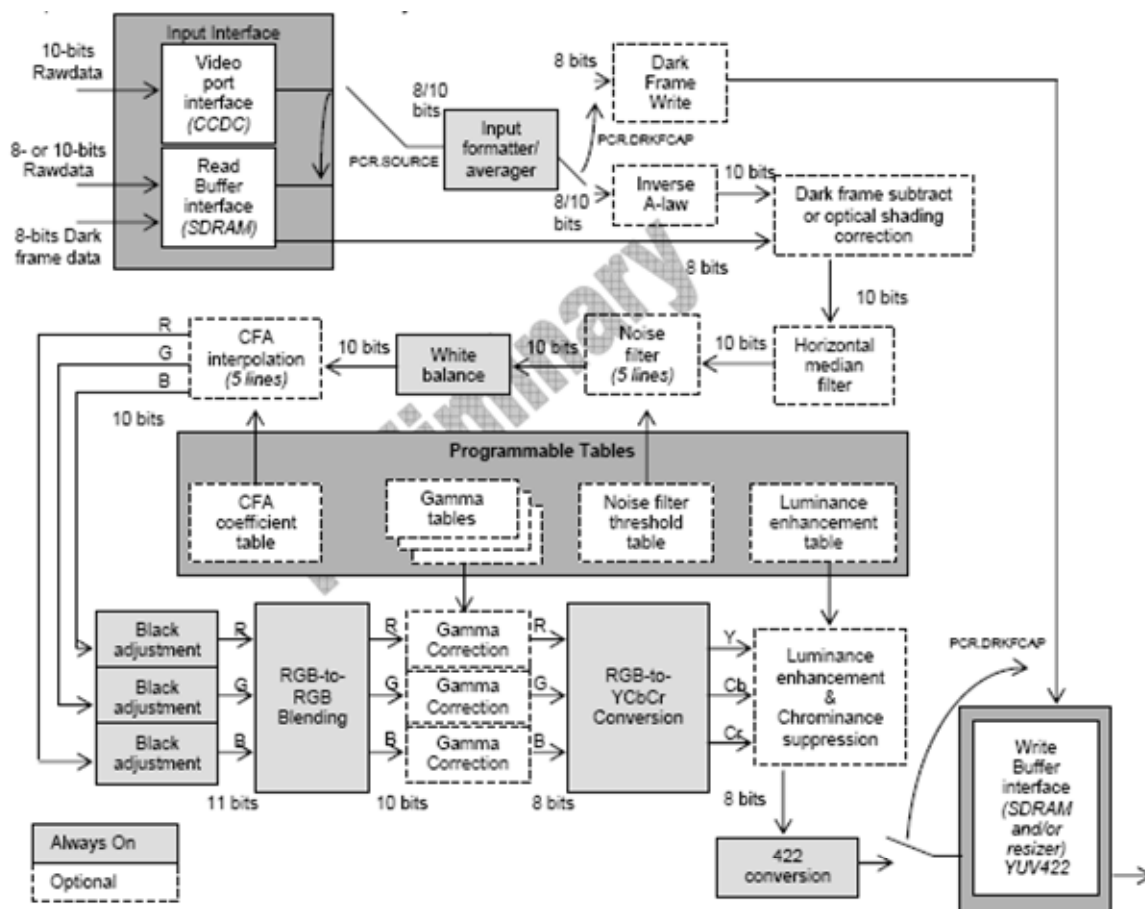 Input Interface
10-bits
Rawdata
Video
port
interface
(CCDC)
8- or 10-bits
Rawdata
Read
Buffer
interface
(SDRAM)
8-bits Dark
frame data
PCR.SOURCE
8/10
bits
Input
formatter/
averager
8 bits
Dark
Frame
Write
PCR.DRKFCAP
8/10
bits
Inverse
A-law
10 bits
Dark frame subtract
or optical shading
correction
8 bits
10 bits
R
G
B
CFA
interpolation
(5 lines)
10 bits
White
balance
10 bits
Noise
filter
(5 lines)
10 bits
Horizontal
median
filter
10 bits
Programmable Tables
CFA
coefficient
table
Gamma
tables
Noise filter
threshold
table
Luminance
enhancement
table
Black
adjustment
Black
adjustment
Black
adjustment
R
G
B
RGB-to-
RGB
Blending
R
G
B
Gamma
Correction
Gamma
Correction
Gamma
Correction
R
G
B
RGB-to-
YCbCr
Conversion
Y
Cb
Cr
Luminance
enhancement
&
Chrominance
suppression
PCR.DRKFCAP
Write
Buffer
interface
(SDRAM
and/or
resizer)
YUV422
11 bits
10 bits
8 bits
8 bits
422
conversion
Always On
Optional